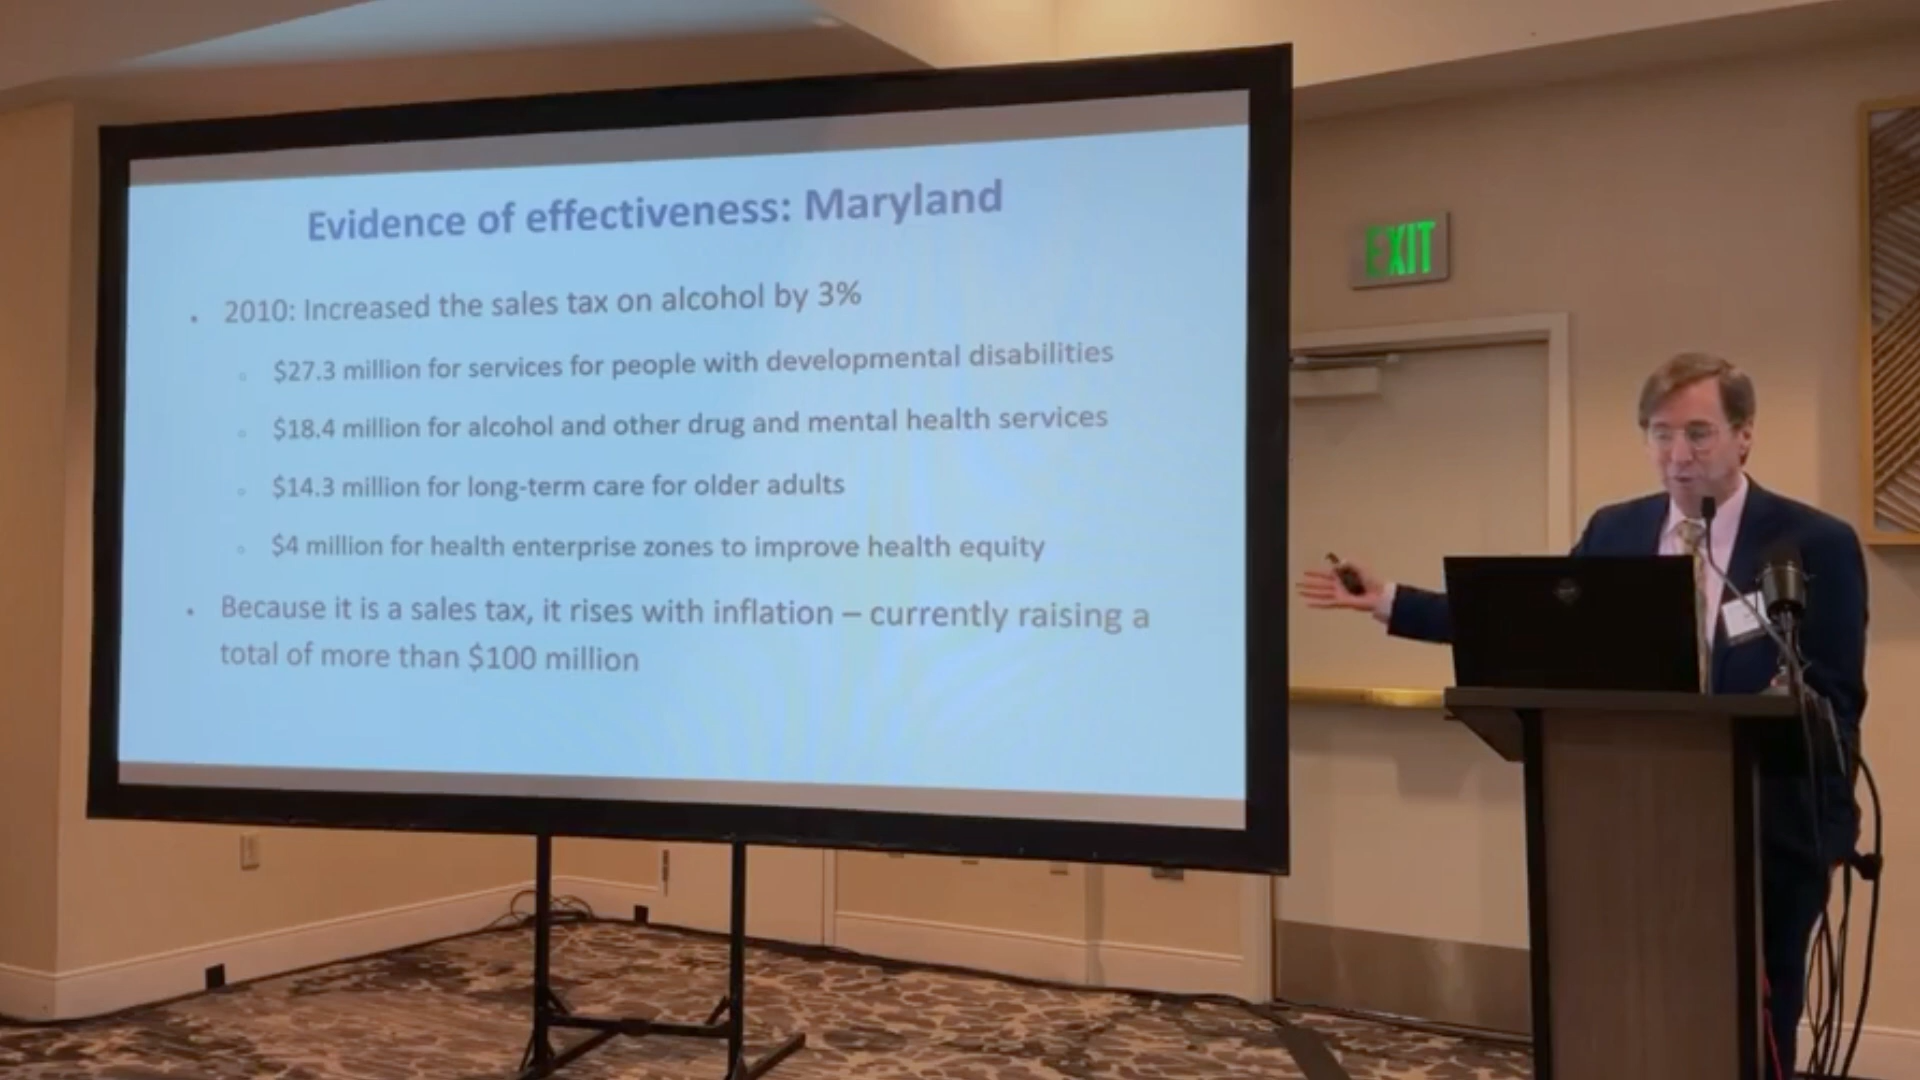 Evidence of effectiveness: Maryland
• 2010: Increased the sales tax on alcohol by 3%
◦ $27.3 million for services for people with developmental disabilities
◦ $18.4 million for alcohol and other drug and mental health services
◦ $14.3 million for long-term care for older adults
◦ $4 million for health enterprise zones to improve health equity
• Because it is a sales tax, it rises with inflation – currently raising a
total of more than $100 million
EXIT